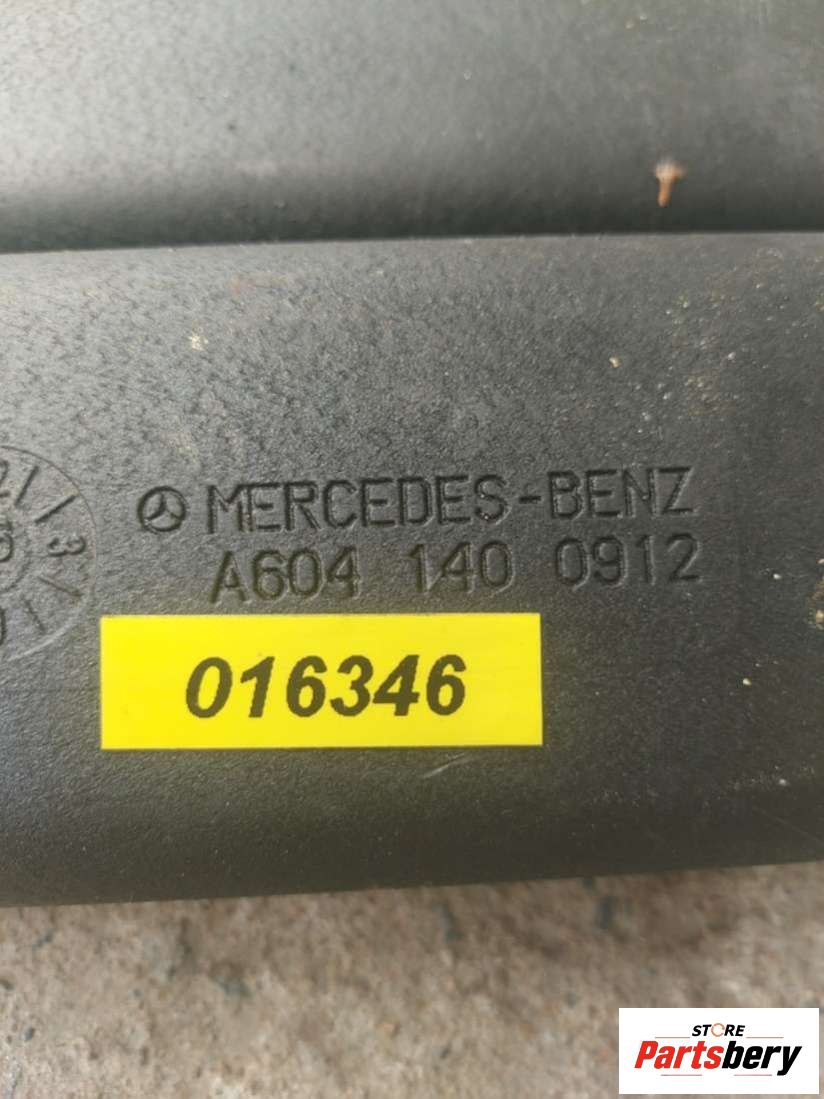 MERCEDES-BENZ
A604 140 0912
016346
STORE
Partsbery